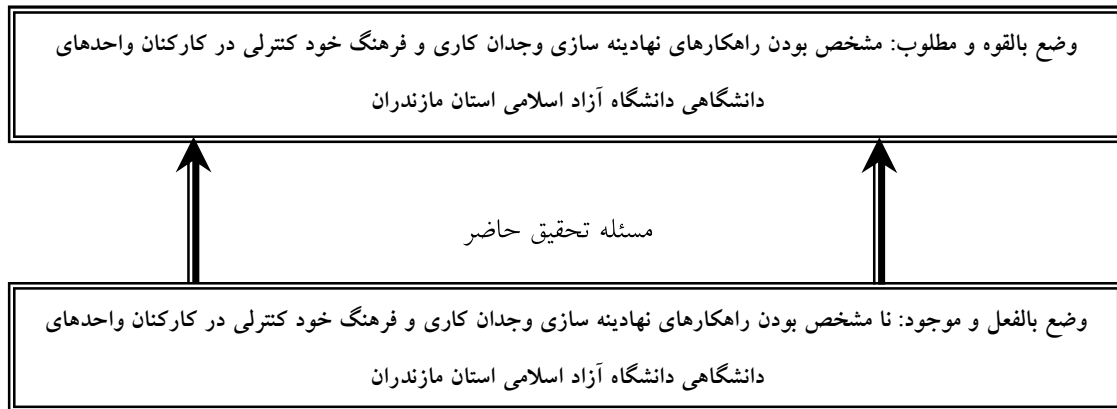 وضع بالقوه و مطلوب: مشخص بودن راهکارهای نهادینه سازی وجدان کاری و فرهنگ خود کنترلی در کارکنان واحدهای
دانشگاهی دانشگاه آزاد اسلامی استان مازندران
مسئله تحقیق حاضر
وضع بالفعل و موجود: نا مشخص بودن راهکارهای نهادینه سازی وجدان کاری و فرهنگ خود کنترلی در کارکنان واحدهای
دانشگاهی دانشگاه آزاد اسلامی استان مازندران